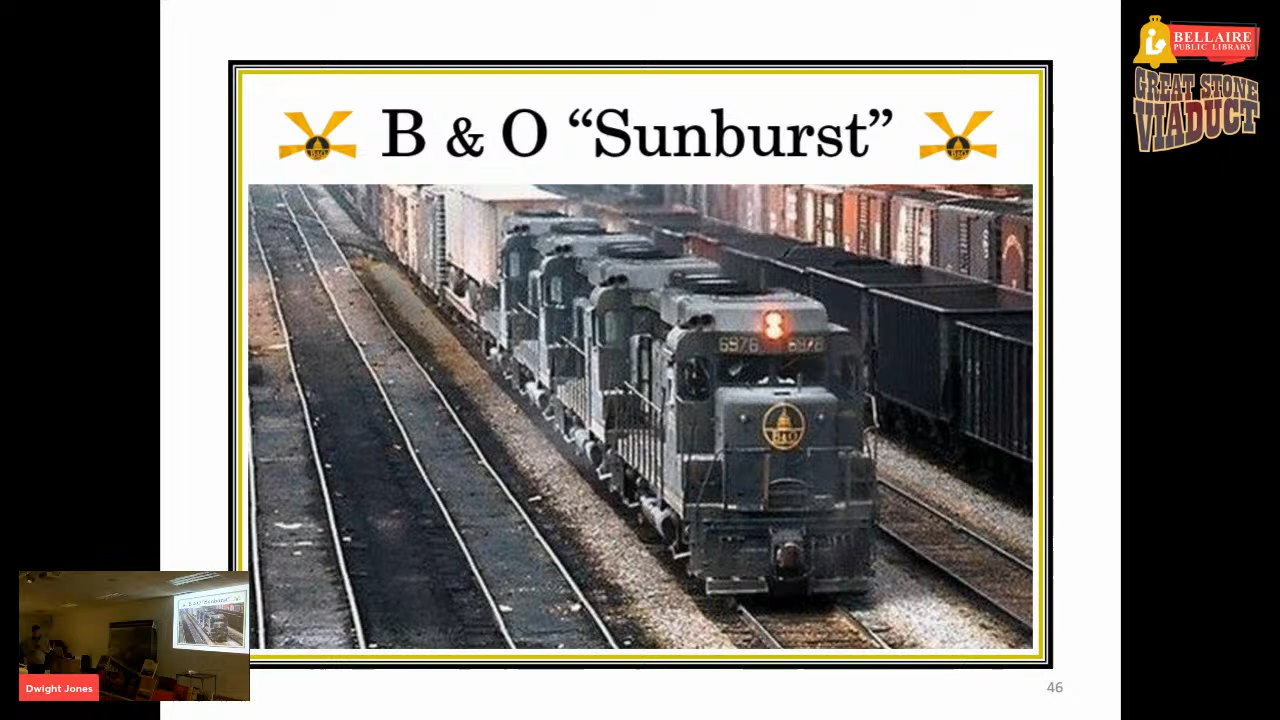 BELLAIRE
PUBLIC LIBRARY
GREAT STONE
VIADUCT
B & O “Sunburst”
6976 6976
B&O
Dwight Jones
46